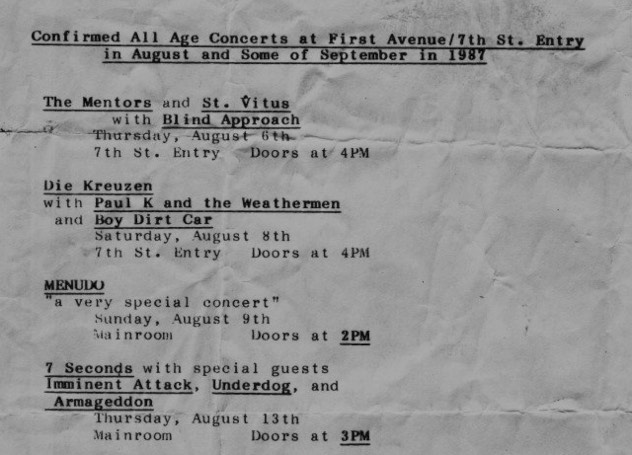 Confirmed All Age Concerts at First Avenue/7th St. Entry
in August and Some of September in 1987
The Mentors and St. Vitus
with Blind Approach
Thursday, August 6th
7th St. Entry Doors at 4PM
Die Kreuzen
with Paul K and the Weathermen
and Boy Dirt Car
Saturday, August 8th
7th St. Entry Doors at 4PM
MENUDO
"a very special concert"
Sunday, August 9th
Mainroom Doors at 2PM
7 Seconds with special guests
Imminent Attack, Underdog, and
Armageddon
Thursday, August 13th
Mainroom Doors at 3PM